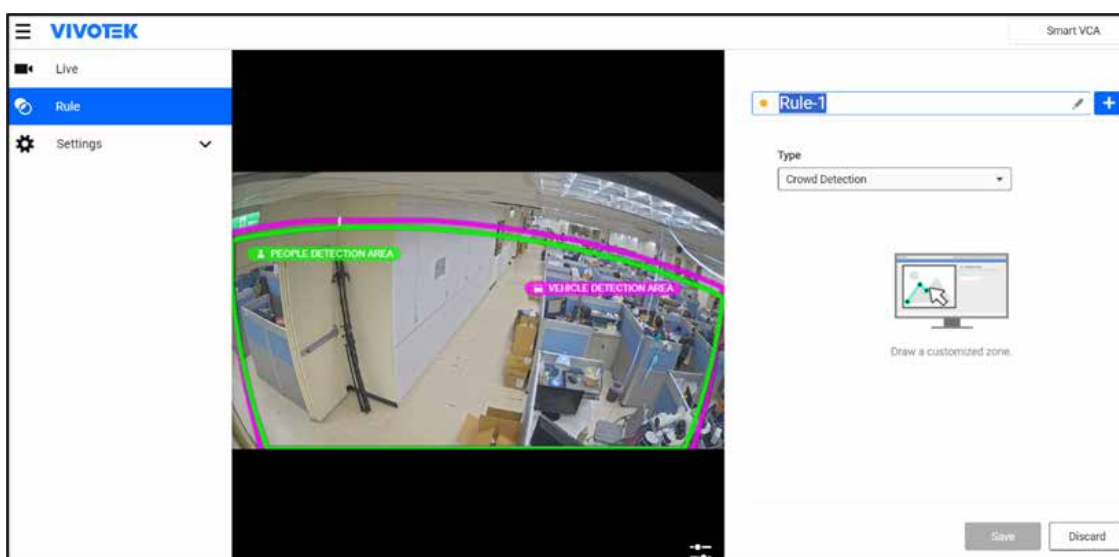 VIVOTEK
Smart VCA
Live
Rule
Settings
Rule-1
Type
Crowd Detection
PEOPLE DETECTION AREA
VEHICLE DETECTION AREA
Draw a customized zone.
Save
Discard